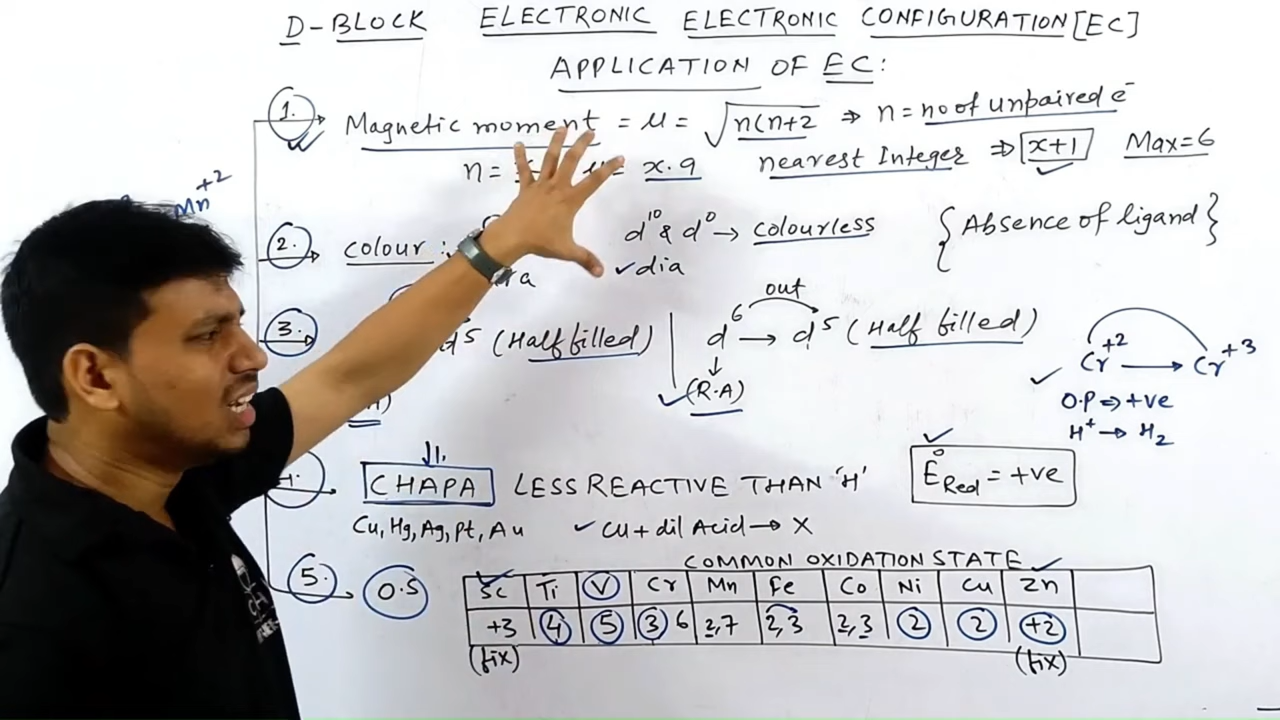 D-BLOCK ELECTRONIC ELECTRONIC CONFIGURATION [EC]
APPLICATION OF EC:
1. Magnetic moment = μ = √n(n+2 ⇒ n = no of unpaired e⁻
n = x.9 nearest Integer ⇒ x+1 Max=6
Mn⁺²
2. colour: d¹⁰ & d⁰ → colourless {Absence of ligand}
✓dia
out
3. d⁵ (Half filled) d⁶ → d⁵ (Half filled)
✓ Cr⁺² → Cr⁺³
✓(R.A)
O.P ⇒ +ve
H⁺ → H₂
CHAPA LESS REACTIVE THAN 'H' E°Red = +ve
Cu, Hg, Ag, Pt, Au ✓ Cu + dil Acid → X
COMMON OXIDATION STATE ✓
5. 0.5 Sc Ti V Cr Mn Fe Co Ni Cu Zn
+3 4 5 3 6 2,7 2,3 2,3 2 2 +2
(fix) (fix)